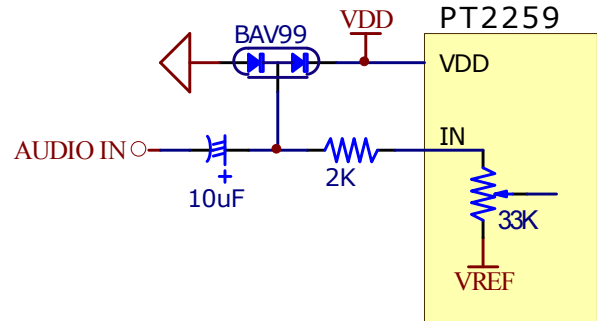 PT2259
VDD
BAV99
VDD
AUDIO IN
IN
+
10uF
2K
33K
VREF